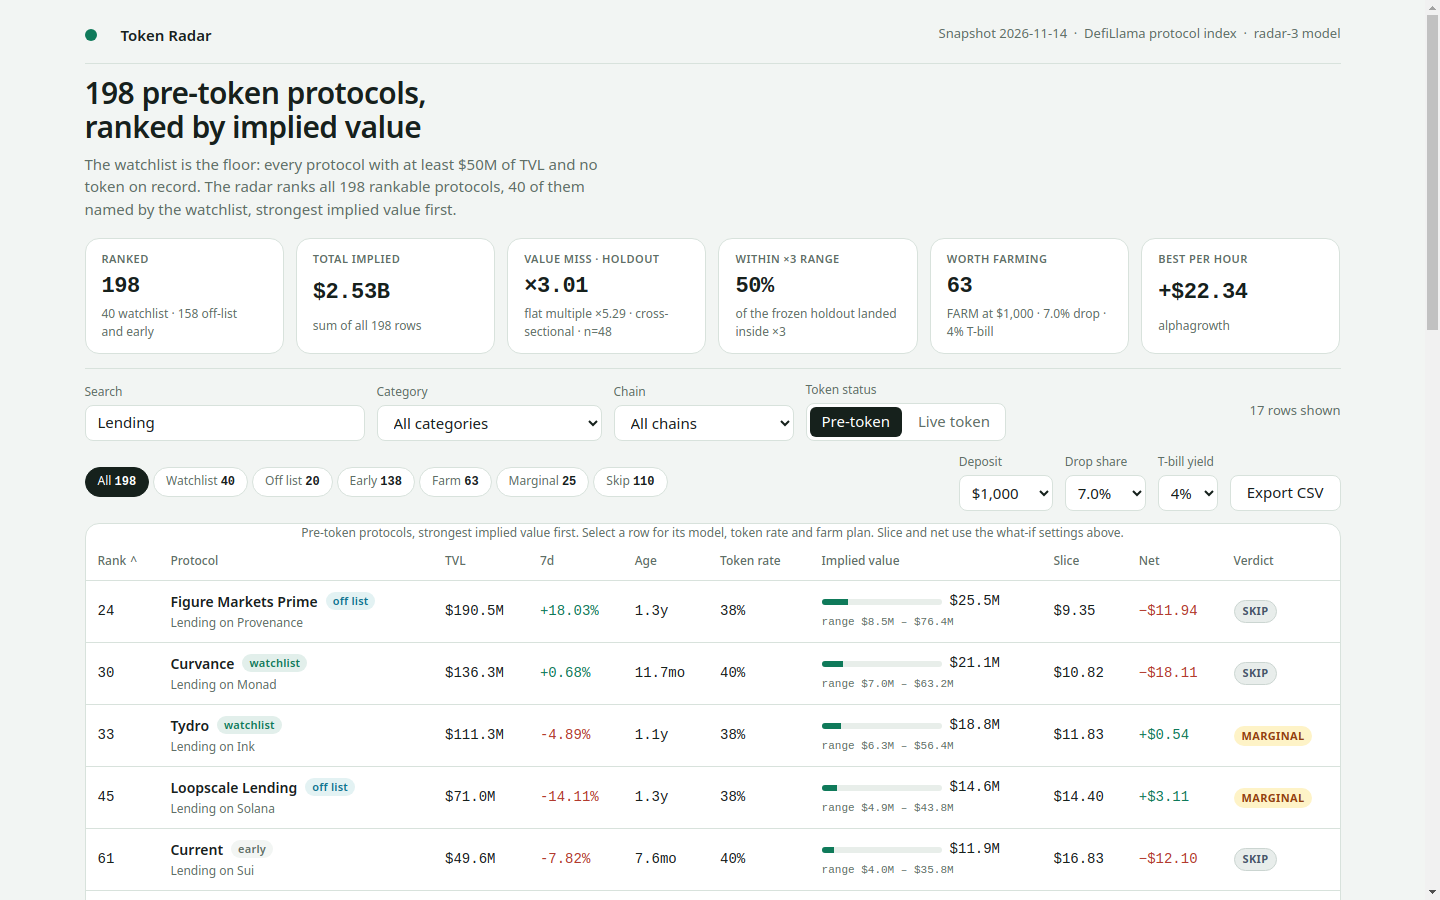 Token Radar
Snapshot 2026-11-14 · DefiLlama protocol index · radar-3 model
198 pre-token protocols,
ranked by implied value
The watchlist is the floor: every protocol with at least $50M of TVL and no
token on record. The radar ranks all 198 rankable protocols, 40 of them
named by the watchlist, strongest implied value first.
RANKED
198
40 watchlist · 158 off-list
and early
TOTAL IMPLIED
$2.53B
sum of all 198 rows
VALUE MISS · HOLDOUT
×3.01
flat multiple ×5.29 · cross-
sectional · n=48
WITHIN ×3 RANGE
50%
of the frozen holdout landed
inside ×3
WORTH FARMING
63
FARM at $1,000 · 7.0% drop ·
4% T-bill
BEST PER HOUR
+$22.34
alphagrowth
Search
Lending
Category
All categories
Chain
All chains
Token status
Pre-token Live token
17 rows shown
All 198 Watchlist 40 Off list 20 Early 138 Farm 63 Marginal 25 Skip 110
Deposit
$1,000
Drop share
7.0%
T-bill yield
4%
Export CSV
Pre-token protocols, strongest implied value first. Select a row for its model, token rate and farm plan. Slice and net use the what-if settings above.
Rank ^ Protocol TVL 7d Age Token rate Implied value Slice Net Verdict
24 Figure Markets Prime off list $190.5M +18.03% 1.3y 38% $25.5M $9.35 −$11.94 SKIP
Lending on Provenance range $8.5M – $76.4M
30 Curvance watchlist $136.3M +0.68% 11.7mo 40% $21.1M $10.82 −$18.11 SKIP
Lending on Monad range $7.0M – $63.2M
33 Tydro watchlist $111.3M -4.89% 1.1y 38% $18.8M $11.83 +$0.54 MARGINAL
Lending on Ink range $6.3M – $56.4M
45 Loopscale Lending off list $71.0M -14.11% 1.3y 38% $14.6M $14.40 +$3.11 MARGINAL
Lending on Solana range $4.9M – $43.8M
61 Current early $49.6M -7.82% 7.6mo 40% $11.9M $16.83 −$12.10 SKIP
Lending on Sui range $4.0M – $35.8M